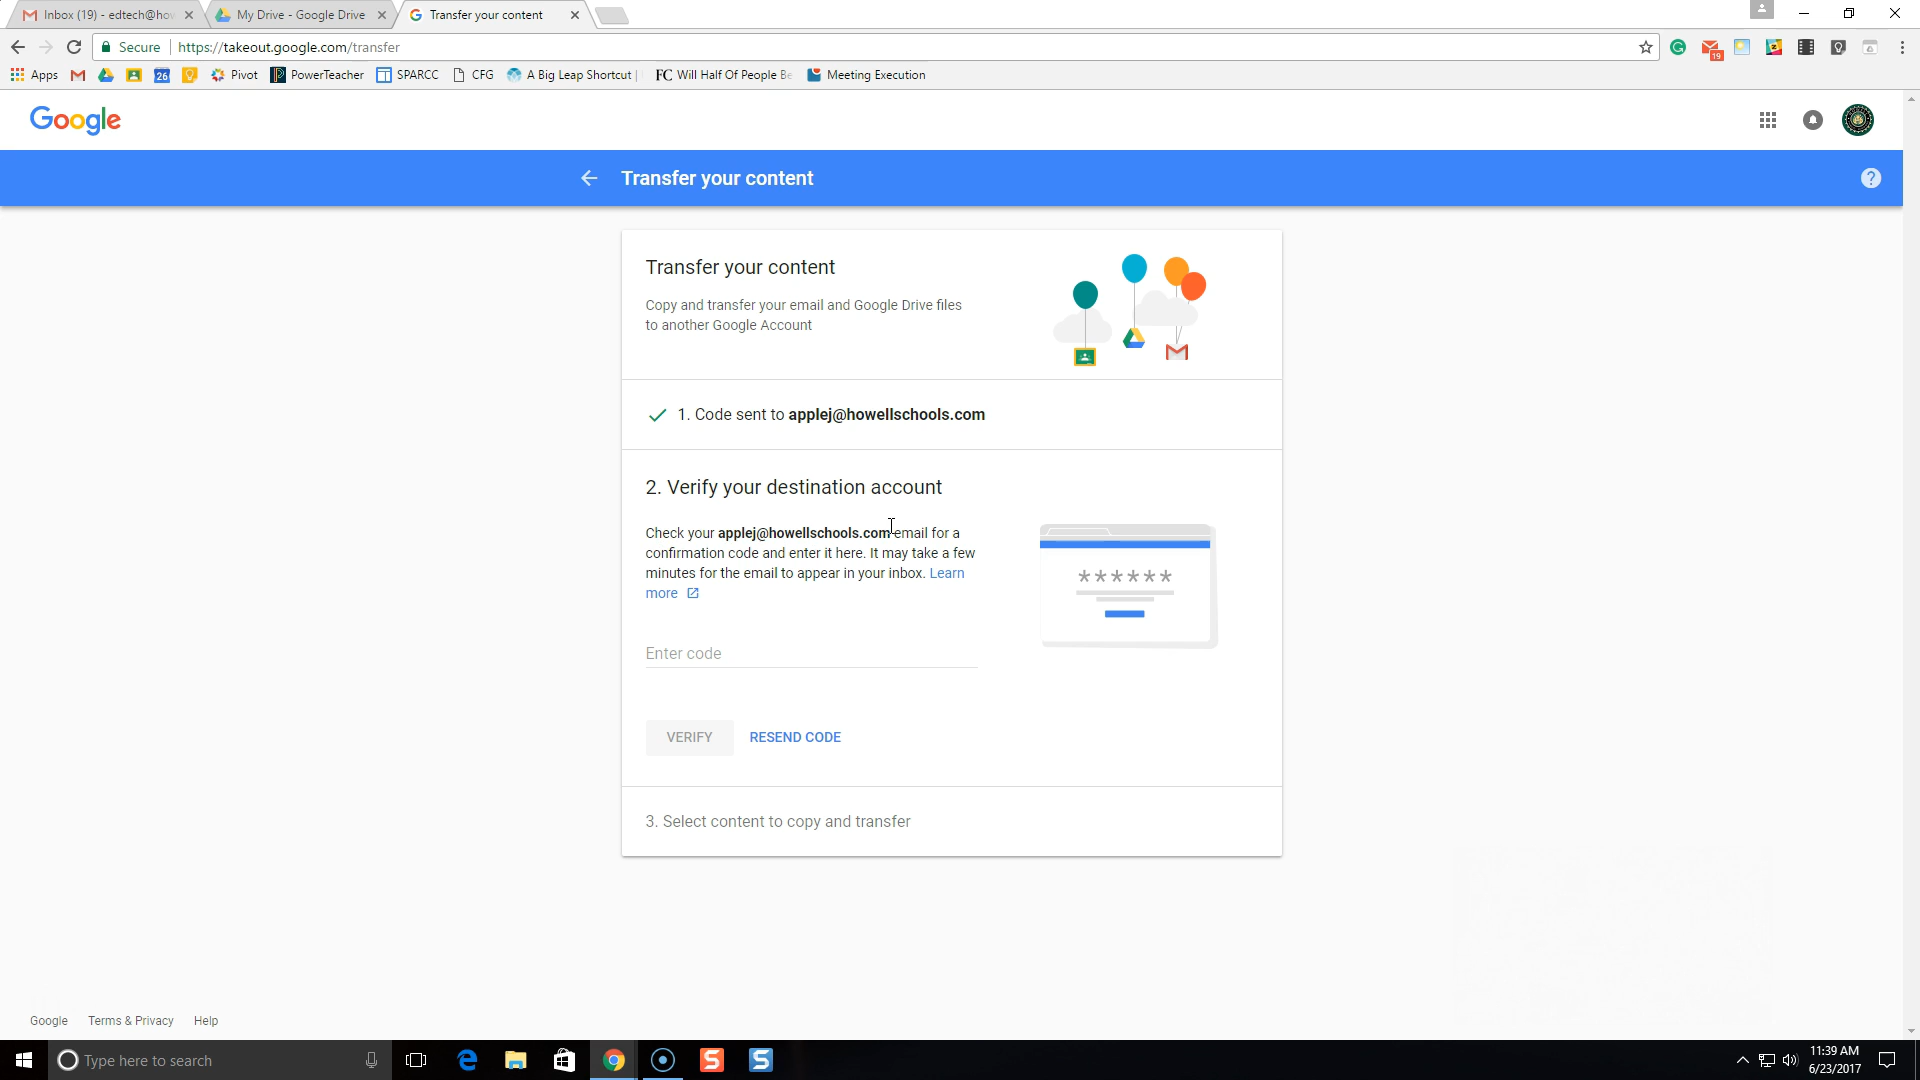 Inbox (19) - edtech@how
My Drive - Google Drive
Transfer your content
Secure
https://takeout.google.com/transfer
19
Apps
26
Pivot
PowerTeacher
SPARCC
CFG
A Big Leap Shortcut |
FC Will Half Of People Be
Meeting Execution
Google
Transfer your content
?
Transfer your content
Copy and transfer your email and Google Drive files
to another Google Account
1. Code sent to applej@howellschools.com
2. Verify your destination account
Check your applej@howellschools.com email for a
confirmation code and enter it here. It may take a few
minutes for the email to appear in your inbox. Learn
more
******
Enter code
VERIFY
RESEND CODE
3. Select content to copy and transfer
Google
Terms & Privacy
Help
Type here to search
11:39 AM
6/23/2017